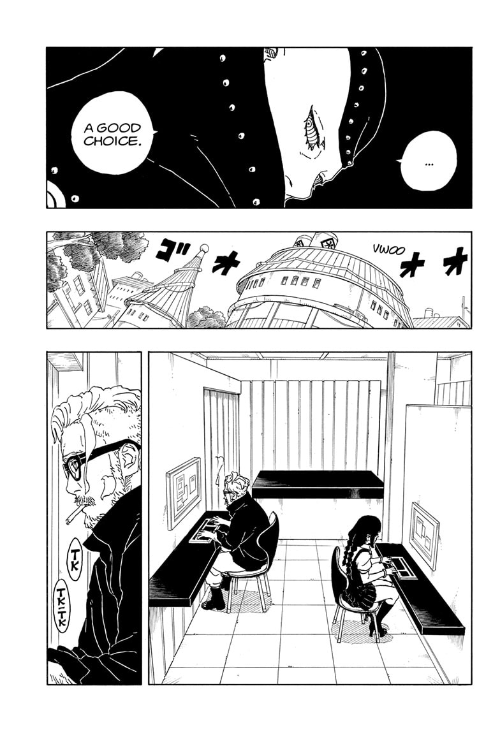 ...
A GOOD
CHOICE.
ゴオ
VWOO
オオ
TK
TK-TK